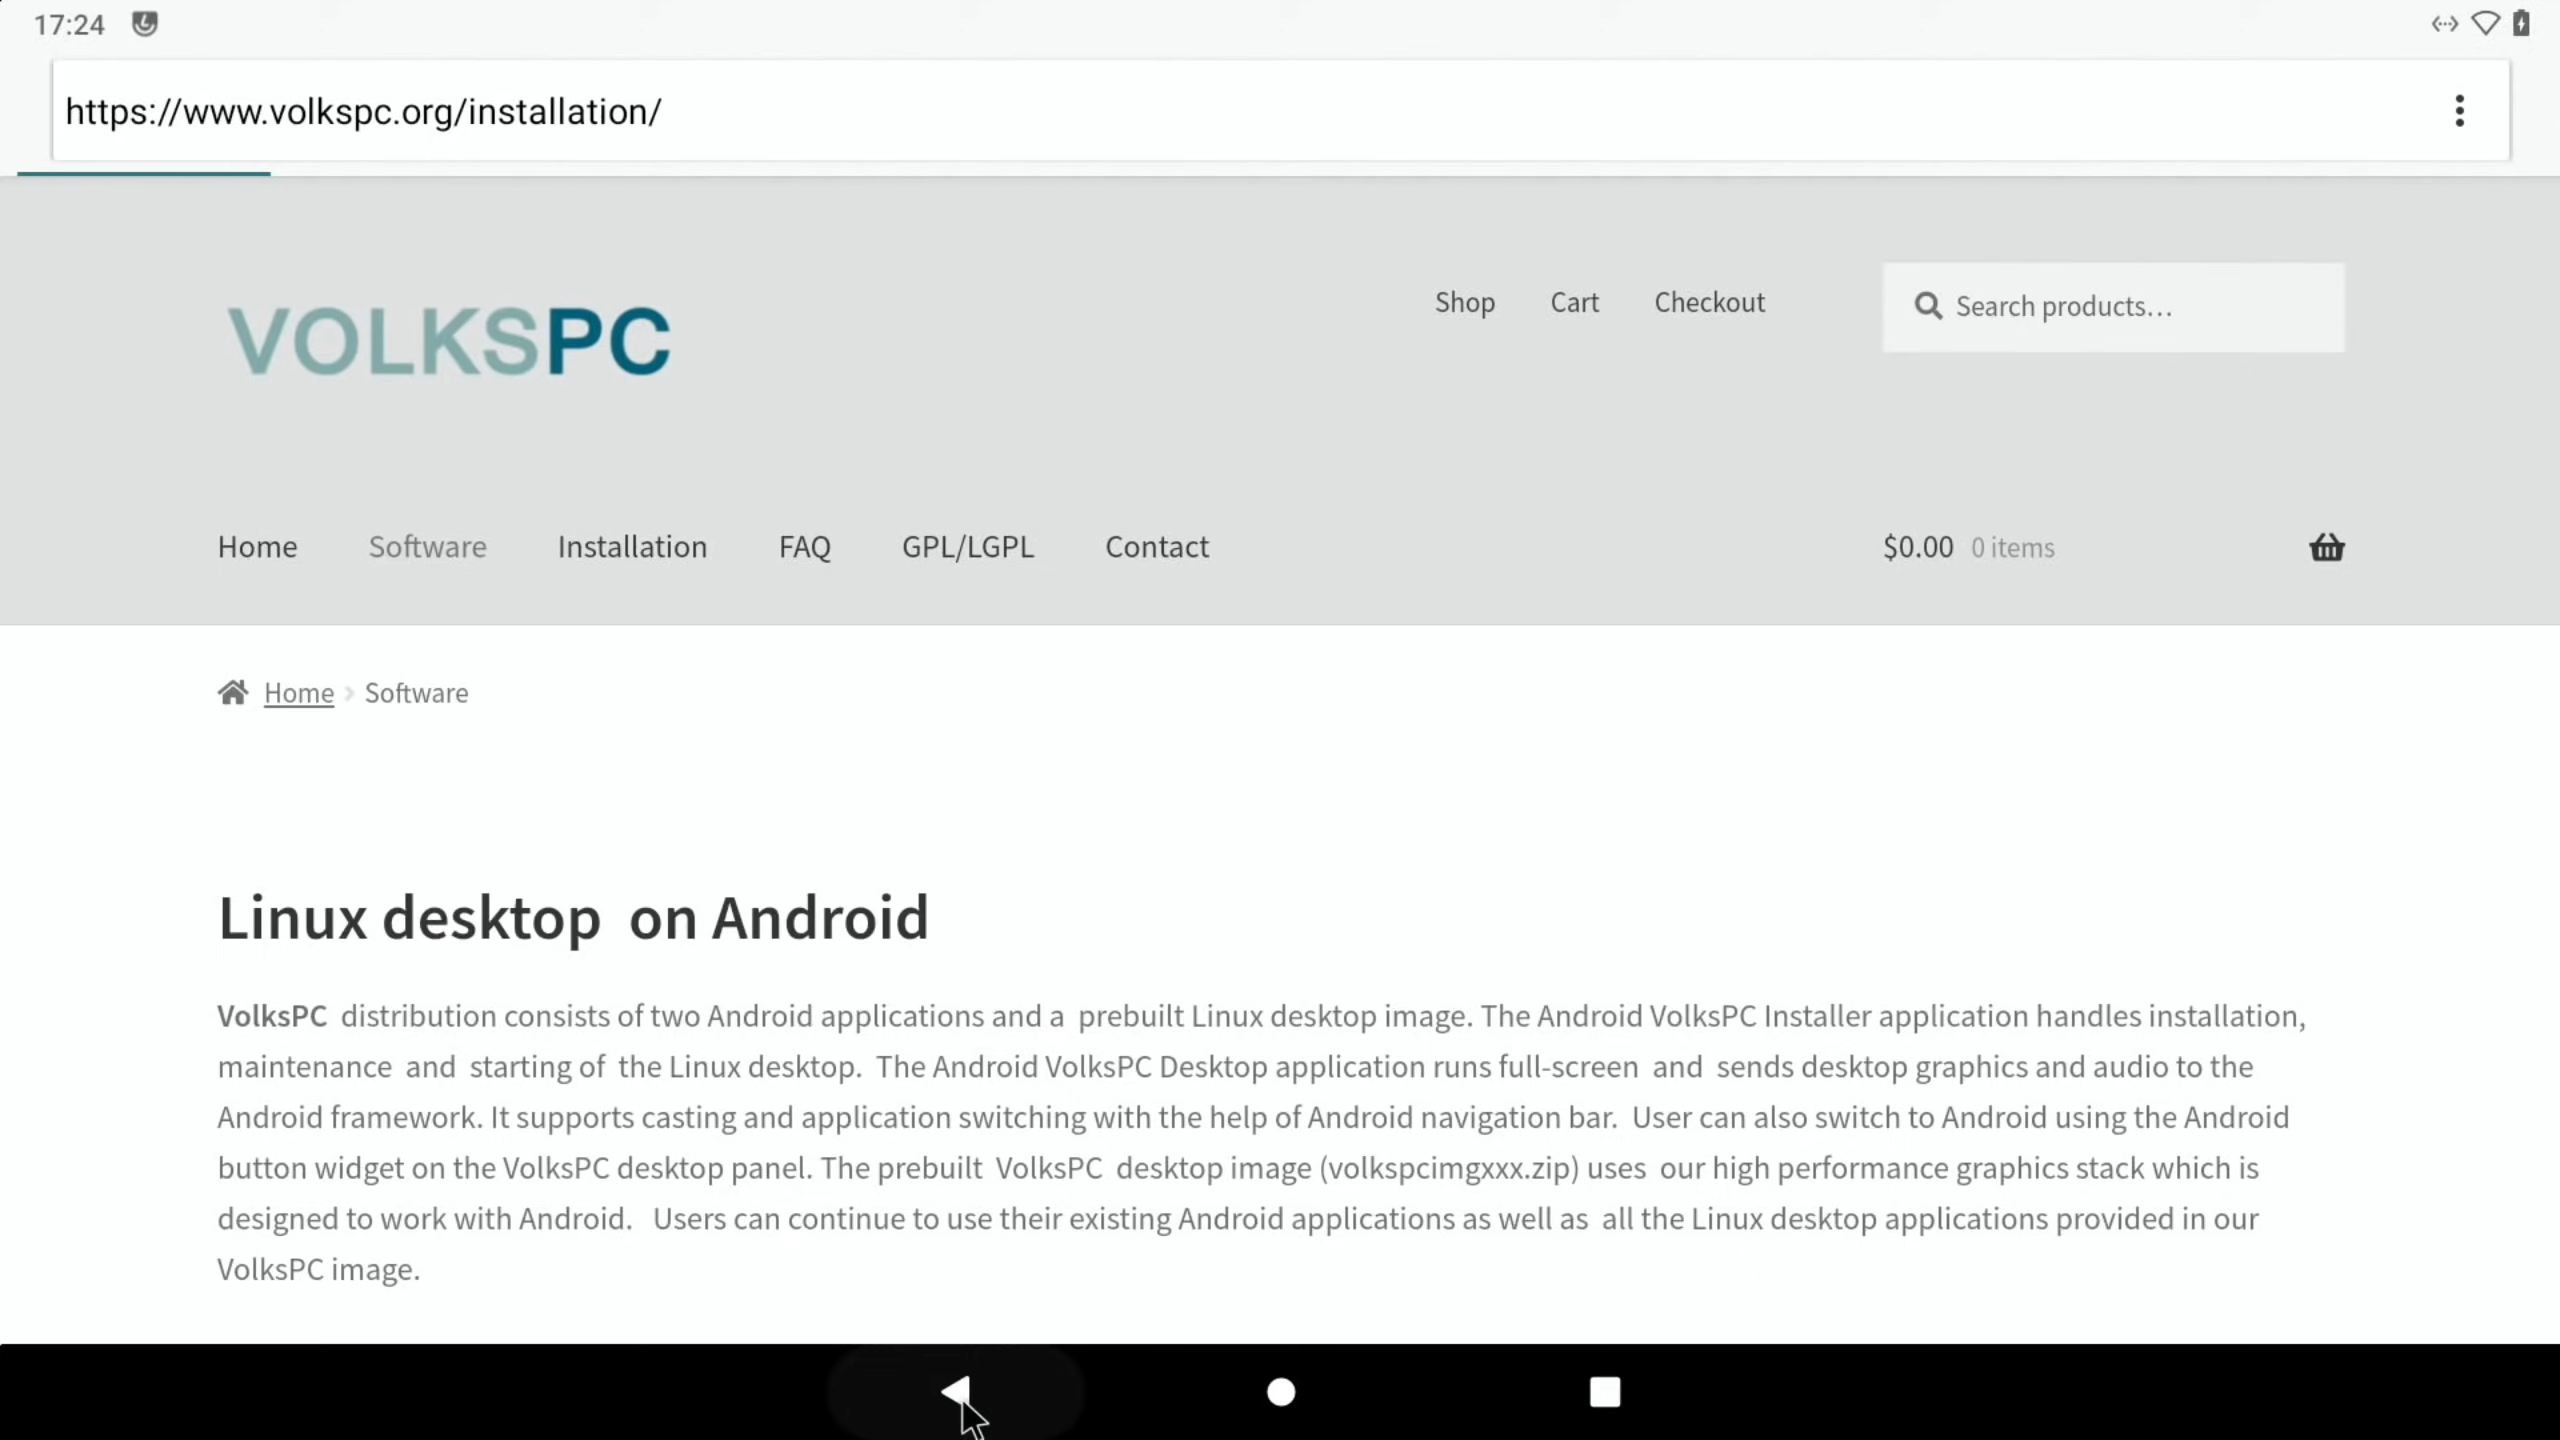 17:24
https://www.volkspc.org/installation/
VOLKSPC
Shop Cart Checkout
Search products...
Home Software Installation FAQ GPL/LGPL Contact
$0.00 0 items
Home Software
Linux desktop on Android
VolksPC distribution consists of two Android applications and a prebuilt Linux desktop image. The Android VolksPC Installer application handles installation,
maintenance and starting of the Linux desktop. The Android VolksPC Desktop application runs full-screen and sends desktop graphics and audio to the
Android framework. It supports casting and application switching with the help of Android navigation bar. User can also switch to Android using the Android
button widget on the VolksPC desktop panel. The prebuilt VolksPC desktop image (volkspcimgxxx.zip) uses our high performance graphics stack which is
designed to work with Android. Users can continue to use their existing Android applications as well as all the Linux desktop applications provided in our
VolksPC image.